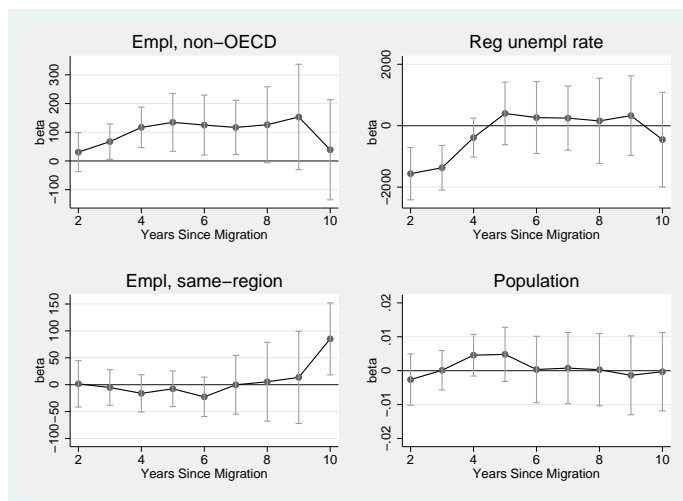 Empl, non−OECD
300
200
100
0
−100
beta
2 4 6 8 10
Years Since Migration
Reg unempl rate
2000
0
−2000
beta
2 4 6 8 10
Years Since Migration
Empl, same−region
150
100
50
0
−50
−100
beta
2 4 6 8 10
Years Since Migration
Population
.02
.01
0
−.01
−.02
beta
2 4 6 8 10
Years Since Migration